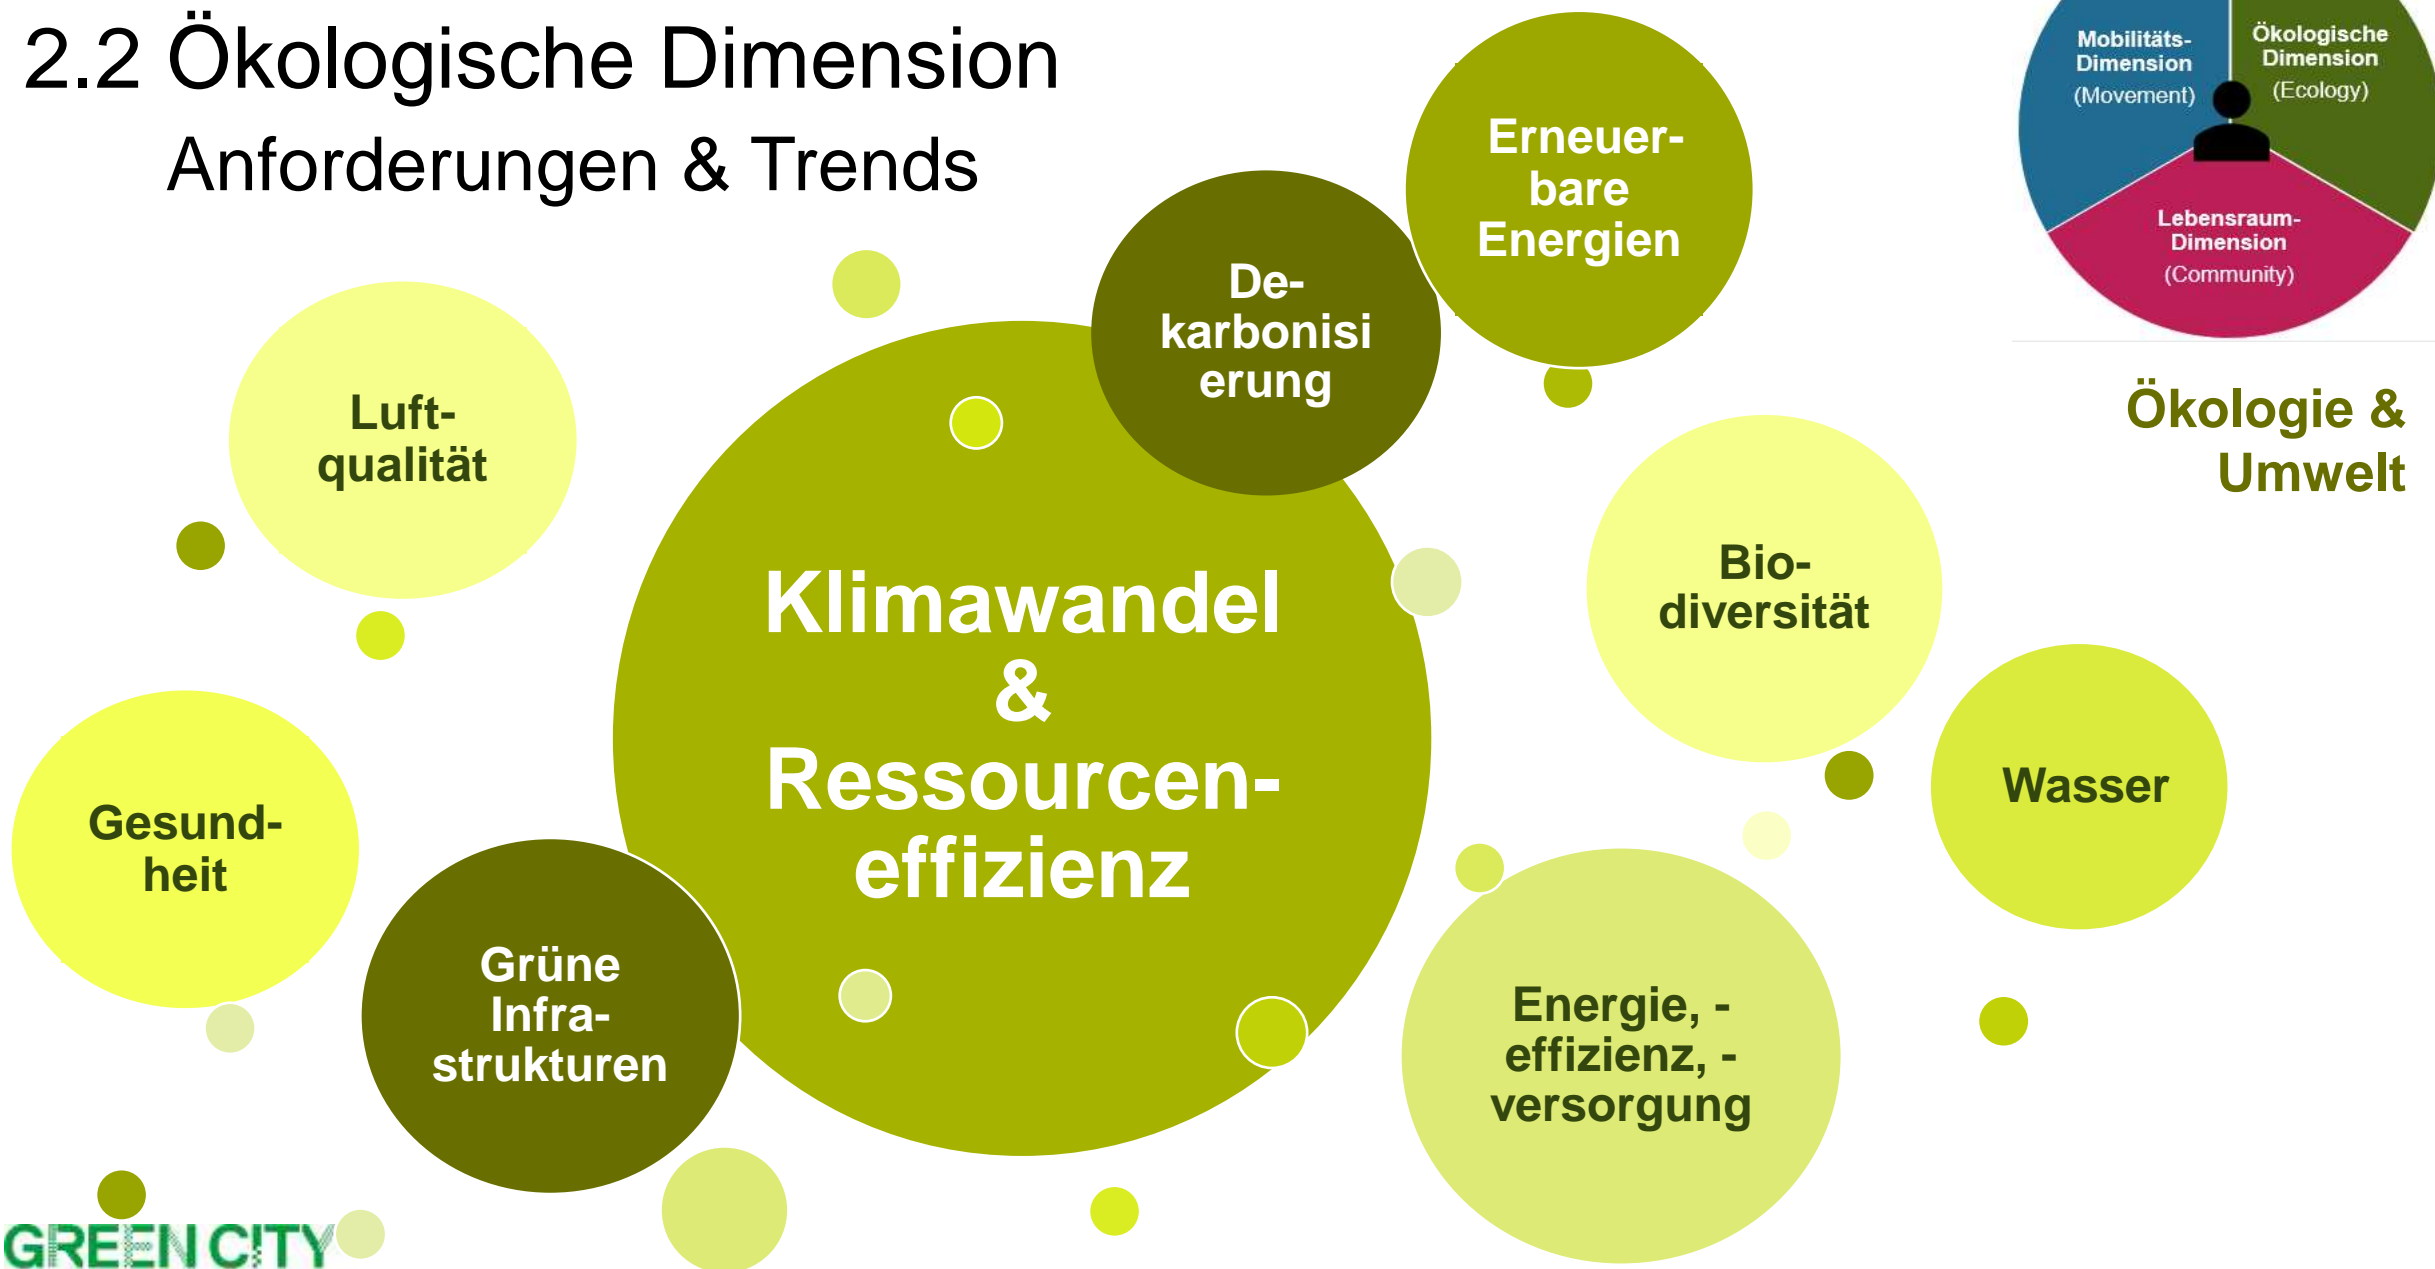 2.2 Ökologische Dimension
Anforderungen & Trends
Mobilitäts-
Dimension
(Movement)
Ökologische
Dimension
(Ecology)
Lebensraum-
Dimension
(Community)
Ökologie &
Umwelt
Erneuer-
bare
Energien
De-
karbonisi
erung
Luft-
qualität
Klimawandel
&
Ressourcen-
effizienz
Bio-
diversität
Wasser
Gesund-
heit
Grüne
Infra-
strukturen
Energie, -
effizienz, -
versorgung
GREEN C!TY